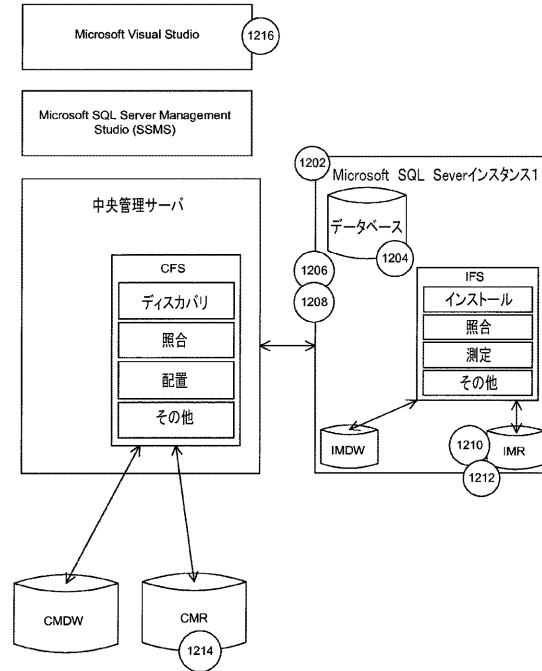 Microsoft Visual Studio
1216
Microsoft SQL Server Management
Studio (SSMS)
中央管理サーバ
CFS
ディスカバリ
照合
配置
その他
1202
Microsoft SQL Severインスタンス1
データベース
1204
1206
1208
IFS
インストール
照合
測定
その他
IMDW
1210
IMR
1212
CMDW
CMR
1214